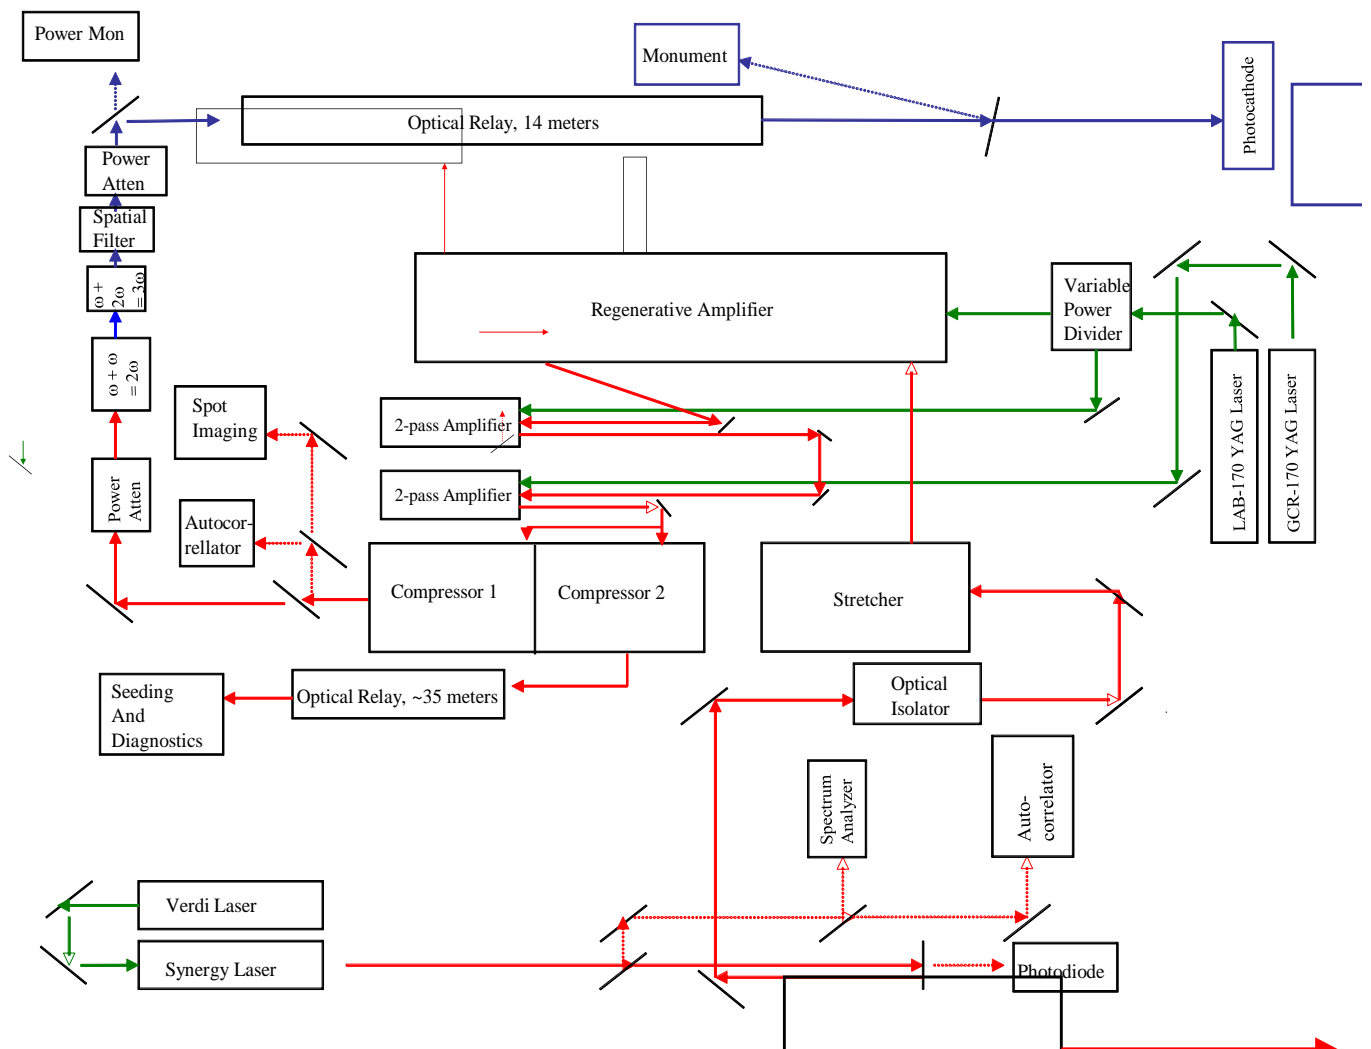 Power Mon
Monument
Photocathode
Optical Relay, 14 meters
Power
Atten
Spatial
Filter
ω +
2ω
= 3ω
Regenerative Amplifier
Variable
Power
Divider
ω + ω
= 2ω
LAB-170 YAG Laser
GCR-170 YAG Laser
Spot
Imaging
2-pass Amplifier
2-pass Amplifier
Power
Atten
Autocor-
rellator
Compressor 1
Compressor 2
Stretcher
Optical
Isolator
Seeding
And
Diagnostics
Optical Relay, ~35 meters
Spectrum
Analyzer
Auto-
correlator
Verdi Laser
Synergy Laser
Photodiode